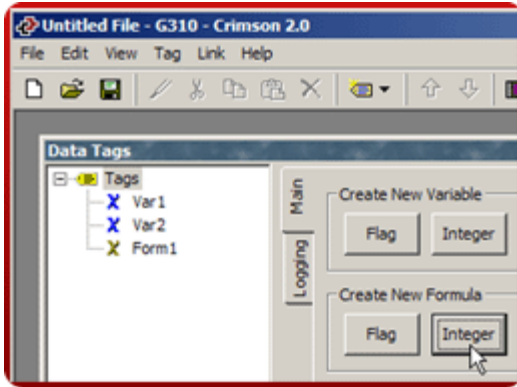 Untitled File - G310 - Crimson 2.0
File Edit View Tag Link Help
Data Tags
Tags
Var1
Var2
Form1
Main
Logging
Create New Variable
Flag Integer
Create New Formula
Flag Integer